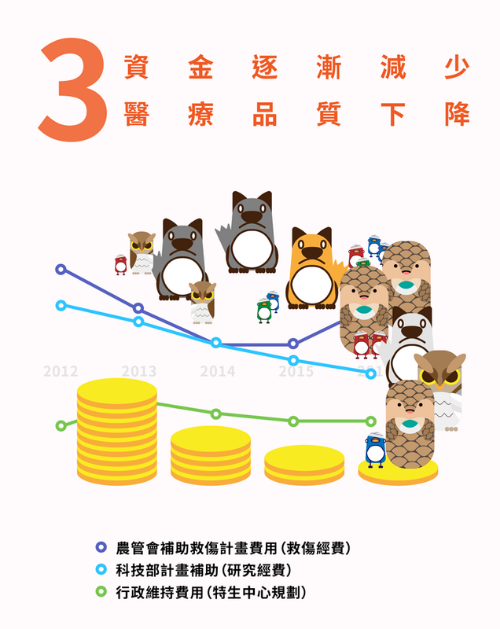 3
資金逐漸減少
醫療品質下降
2012 2013 2014 2015
農管會補助救傷計畫費用（救傷經費）
科技部計畫補助（研究經費）
行政維持費用（特生中心規劃）